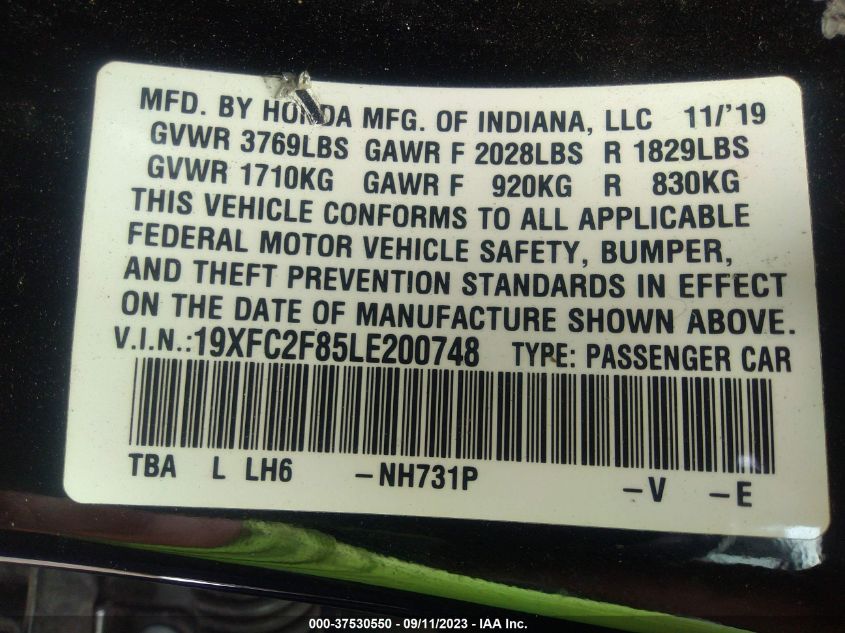 MFD. BY HONDA MFG. OF INDIANA, LLC 11/'19
GVWR 3769LBS GAWR F 2028LBS R 1829LBS
GVWR 1710KG GAWR F 920KG R 830KG
THIS VEHICLE CONFORMS TO ALL APPLICABLE
FEDERAL MOTOR VEHICLE SAFETY, BUMPER,
AND THEFT PREVENTION STANDARDS IN EFFECT
ON THE DATE OF MANUFACTURE SHOWN ABOVE.
V.I.N.:19XFC2F85LE200748 TYPE: PASSENGER CAR
TBA L LH6 -NH731P -V -E
000-37530550 - 09/11/2023 - IAA Inc.